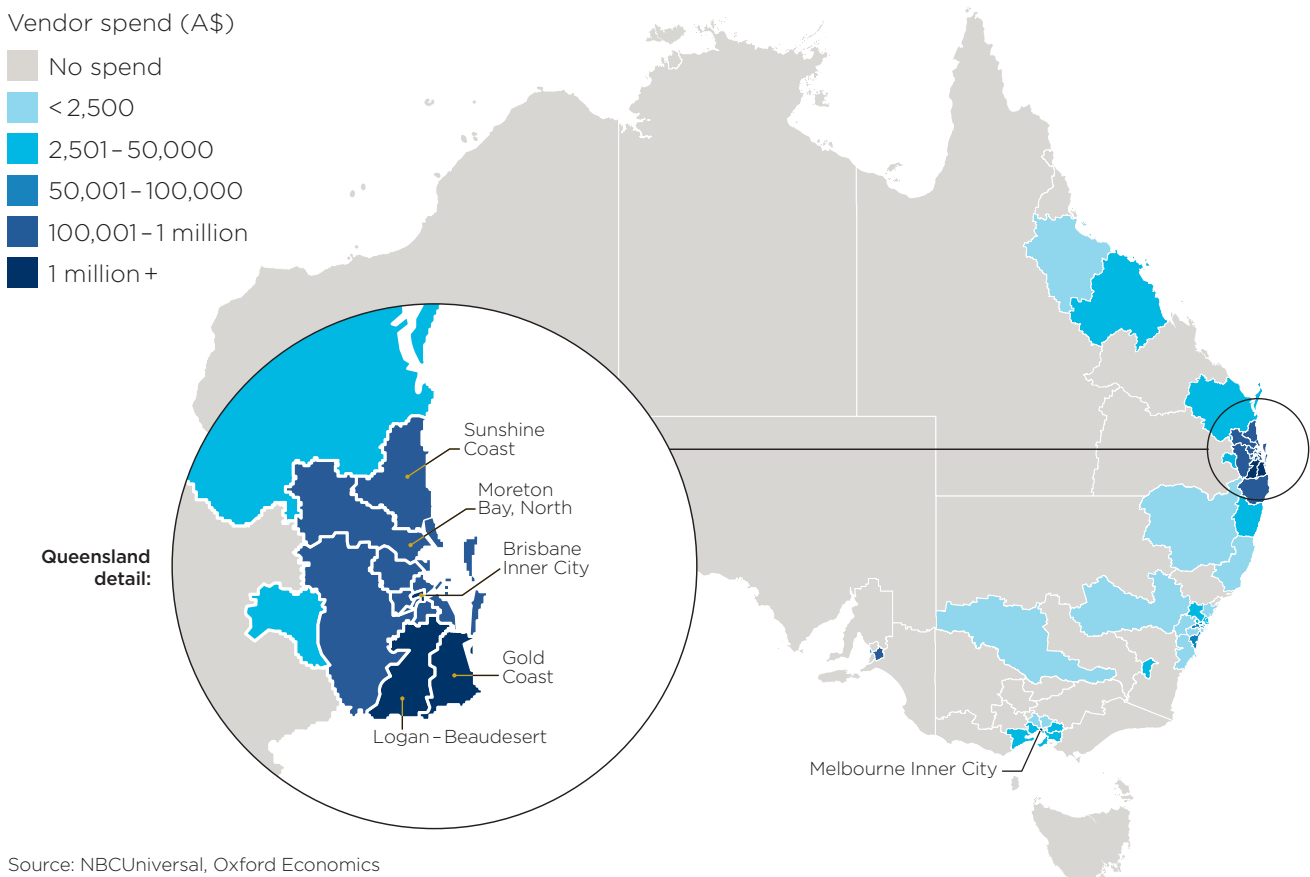 Vendor spend (A$)
No spend
<2,500
2,501–50,000
50,001–100,000
100,001–1 million
1 million+
Sunshine
Coast
Moreton
Bay, North
Brisbane
Inner City
Queensland
detail:
Gold
Coast
Logan–Beaudesert
Melbourne Inner City
Source: NBCUniversal, Oxford Economics